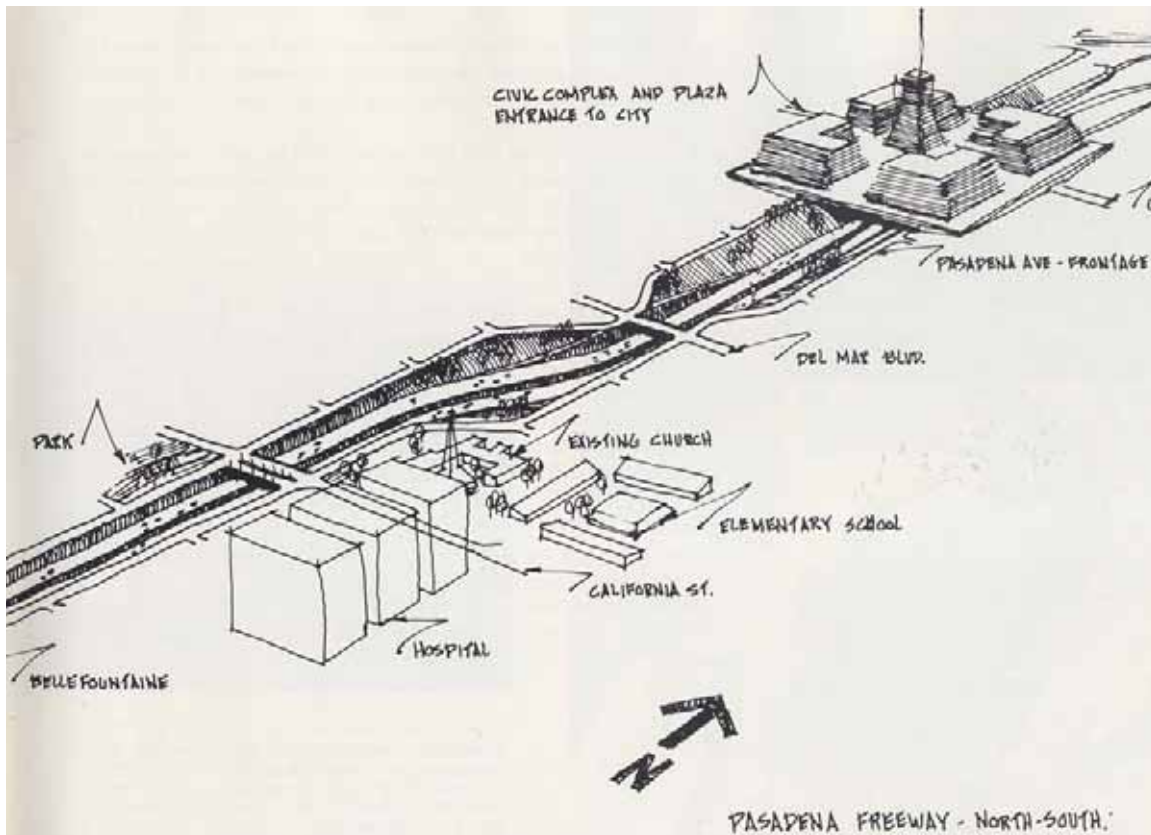 CIVIC COMPLEX AND PLAZA
ENTRANCE TO CITY
PASADENA AVE - FRONTAGE
DEL MAR BLVD.
PARK
EXISTING CHURCH
ELEMENTARY SCHOOL
CALIFORNIA ST.
HOSPITAL
BELLEFOUNTAINE
N
PASADENA FREEWAY - NORTH-SOUTH.